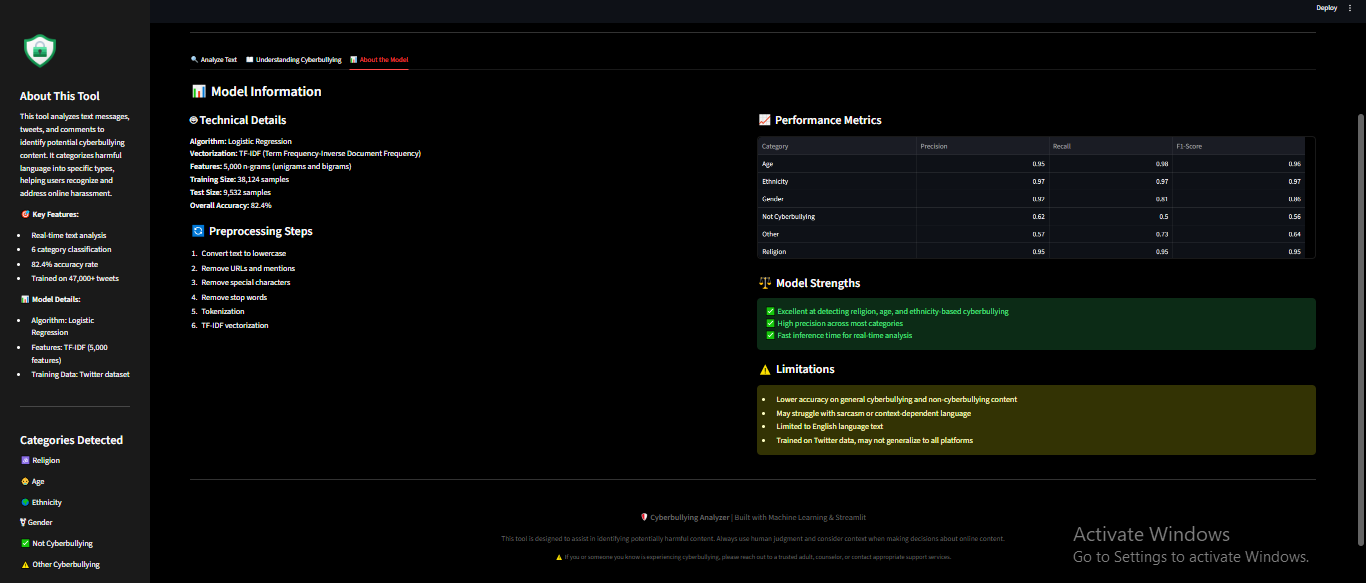 Deploy
About This Tool
This tool analyzes text messages,
tweets, and comments to
identify potential cyberbullying
content. It categorizes harmful
language into specific types,
helping users recognize and
address online harassment.
Key Features:
Real-time text analysis
6 category classification
82.4% accuracy rate
Trained on 47,000+ tweets
Model Details:
Algorithm: Logistic
Regression
Features: TF-IDF (5,000
features)
Training Data: Twitter dataset
Categories Detected
Religion
Age
Ethnicity
Gender
Not Cyberbullying
Other Cyberbullying
Analyze Text Understanding Cyberbullying About the Model
Model Information
Technical Details
Algorithm: Logistic Regression
Vectorization: TF-IDF (Term Frequency-Inverse Document Frequency)
Features: 5,000 n-grams (unigrams and bigrams)
Training Size: 38,124 samples
Test Size: 9,532 samples
Overall Accuracy: 82.4%
Preprocessing Steps
1. Convert text to lowercase
2. Remove URLs and mentions
3. Remove special characters
4. Remove stop words
5. Tokenization
6. TF-IDF vectorization
Performance Metrics
Category Precision Recall F1-Score
Age 0.95 0.98 0.96
Ethnicity 0.97 0.97 0.97
Gender 0.92 0.81 0.86
Not Cyberbullying 0.62 0.5 0.56
Other 0.57 0.73 0.64
Religion 0.95 0.95 0.95
Model Strengths
Excellent at detecting religion, age, and ethnicity-based cyberbullying
High precision across most categories
Fast inference time for real-time analysis
Limitations
Lower accuracy on general cyberbullying and non-cyberbullying content
May struggle with sarcasm or context-dependent language
Limited to English language text
Trained on Twitter data, may not generalize to all platforms
Cyberbullying Analyzer | Built with Machine Learning & Streamlit
This tool is designed to assist in identifying potentially harmful content. Always use human judgment and consider context when making decisions about online content.
If you or someone you know is experiencing cyberbullying, please reach out to a trusted adult, counselor, or contact appropriate support services.
Activate Windows
Go to Settings to activate Windows.